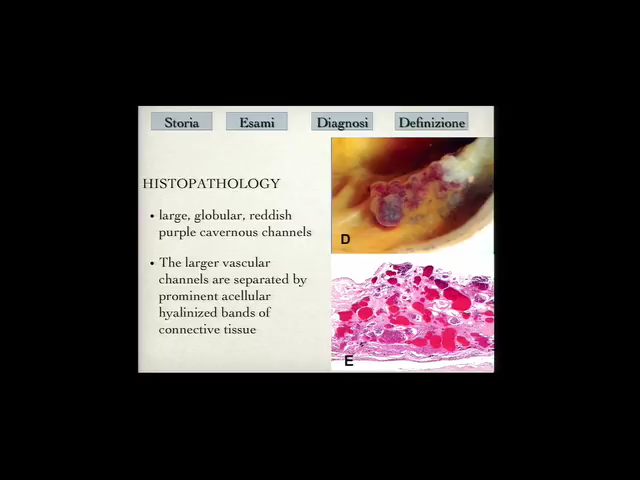 Storia Esami Diagnosi Definizione
HISTOPATHOLOGY
• large, globular, reddish
purple cavernous channels
• The larger vascular
channels are separated by
prominent acellular
hyalinized bands of
connective tissue
D
E